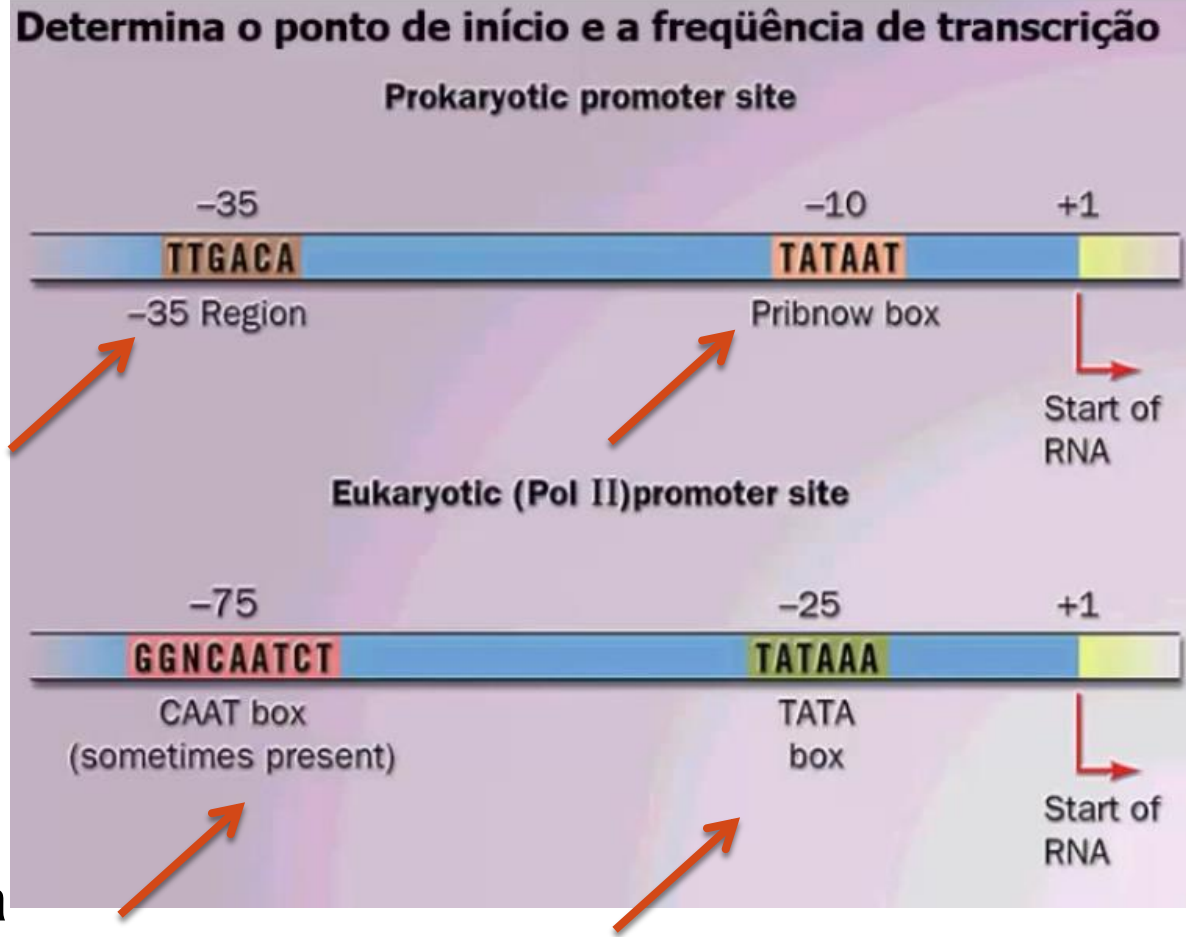 Determina o ponto de início e a freqüência de transcrição
Prokaryotic promoter site
–35 –10 +1
TTGACA TATAAT
–35 Region Pribnow box
Start of
RNA
Eukaryotic (Pol II)promoter site
–75 –25 +1
GGNCAATCT TATAAA
CAAT box TATA
(sometimes present) box
Start of
RNA
a